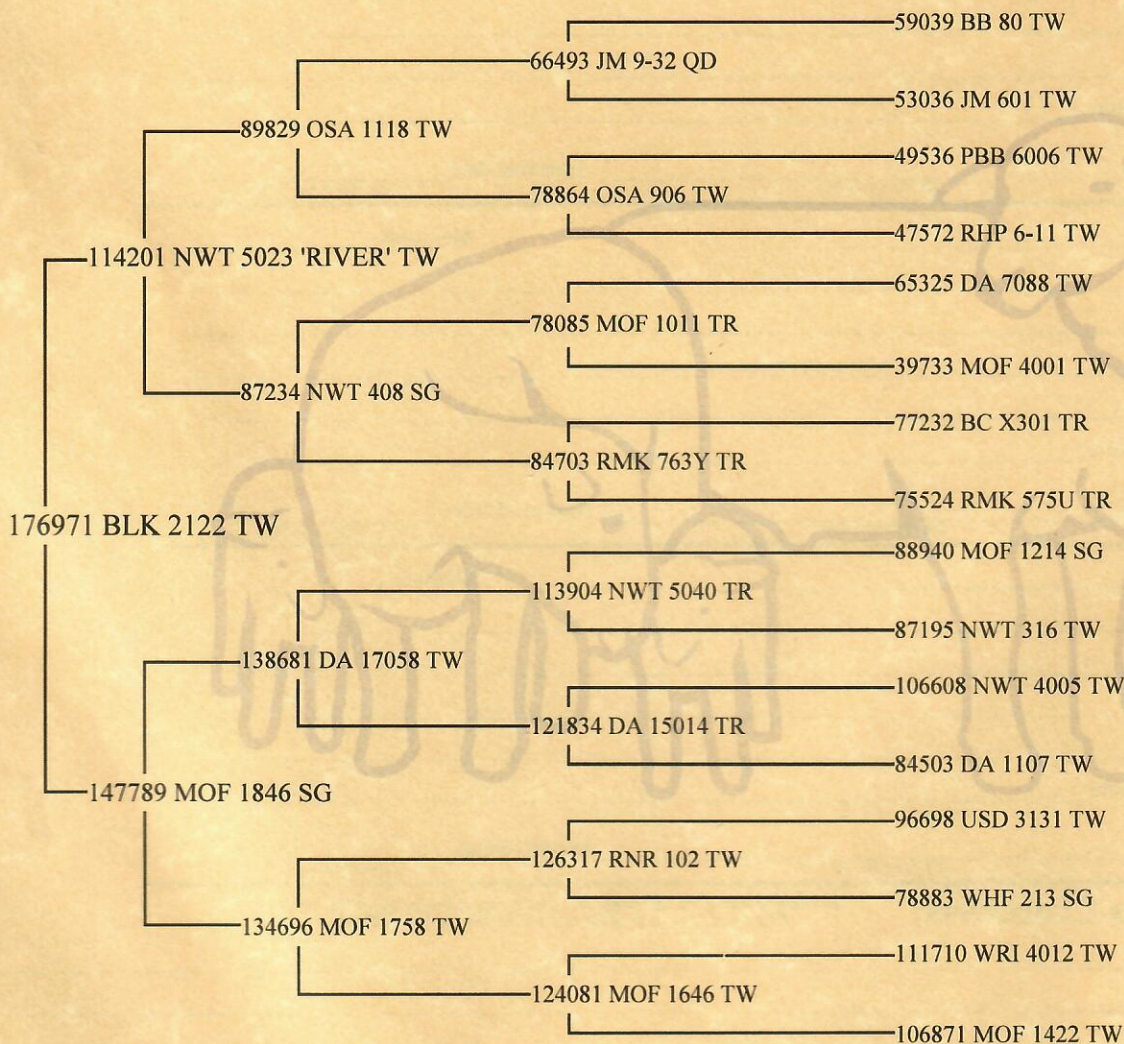 59039 BB 80 TW
66493 JM 9-32 QD
53036 JM 601 TW
89829 OSA 1118 TW
49536 PBB 6006 TW
78864 OSA 906 TW
47572 RHP 6-11 TW
114201 NWT 5023 'RIVER' TW
65325 DA 7088 TW
78085 MOF 1011 TR
39733 MOF 4001 TW
87234 NWT 408 SG
77232 BC X301 TR
84703 RMK 763Y TR
75524 RMK 575U TR
176971 BLK 2122 TW
88940 MOF 1214 SG
113904 NWT 5040 TR
87195 NWT 316 TW
138681 DA 17058 TW
106608 NWT 4005 TW
121834 DA 15014 TR
84503 DA 1107 TW
147789 MOF 1846 SG
96698 USD 3131 TW
126317 RNR 102 TW
78883 WHF 213 SG
134696 MOF 1758 TW
111710 WRI 4012 TW
124081 MOF 1646 TW
106871 MOF 1422 TW